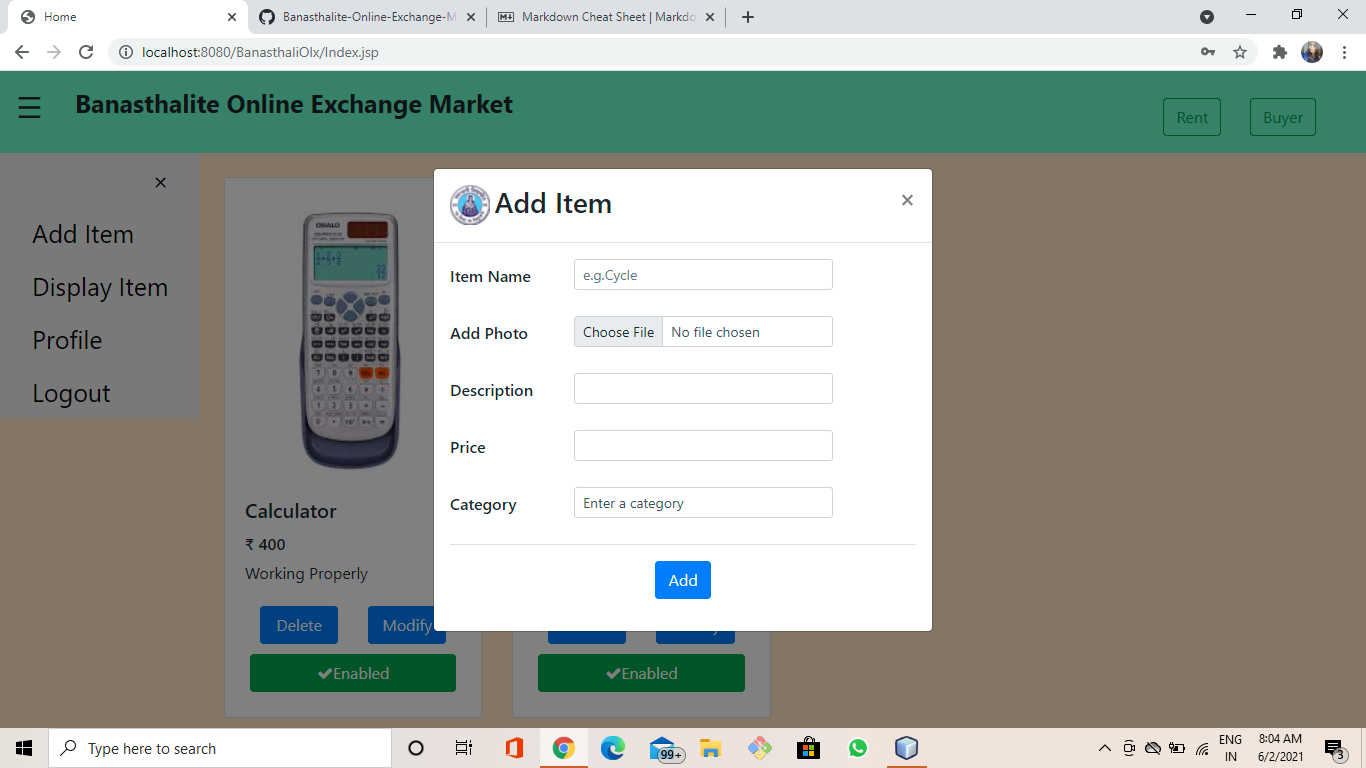 Home
Banasthalite-Online-Exchange-M
Markdown Cheat Sheet | Markdo
localhost:8080/BanasthaliOlx/Index.jsp
Banasthalite Online Exchange Market
Rent
Buyer
Add Item
Display Item
Profile
Logout
Calculator
₹ 400
Working Properly
Delete
Modify
Enabled
Enabled
Add Item
Item Name
e.g.Cycle
Add Photo
Choose File
No file chosen
Description
Price
Category
Enter a category
Add
Type here to search
99+
ENG
IN
8:04 AM
6/2/2021
3